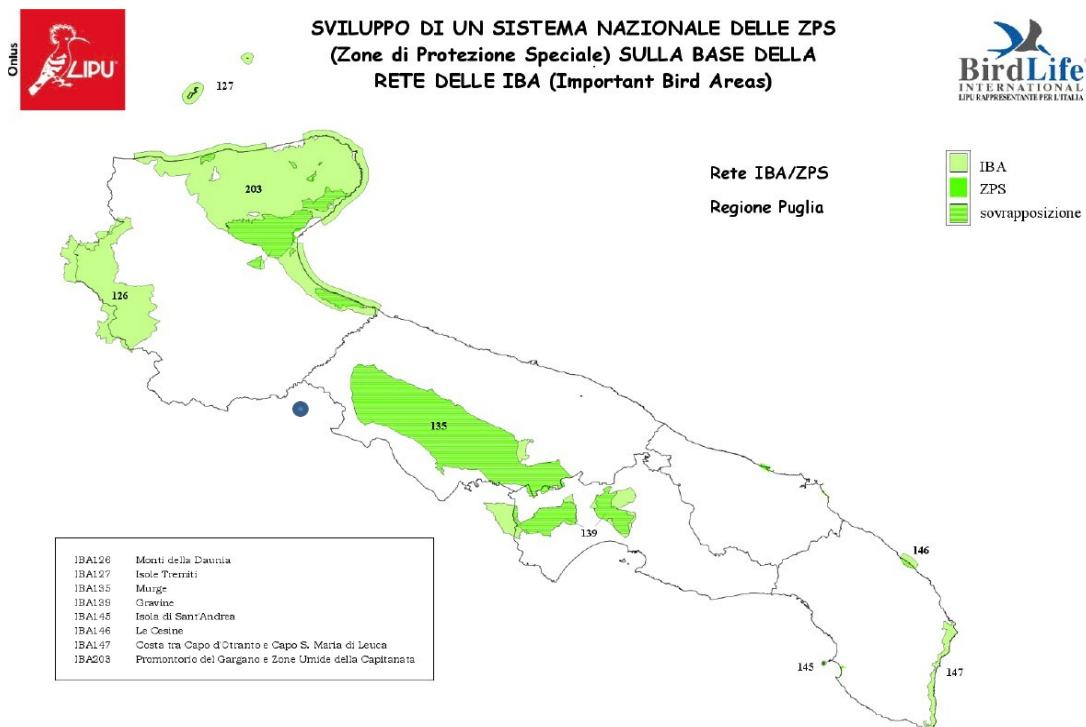 Onlus
LIPU
SVILUPPO DI UN SISTEMA NAZIONALE DELLE ZPS
(Zone di Protezione Speciale) SULLA BASE DELLA
RETE DELLE IBA (Important Bird Areas)
BirdLife
INTERNATIONAL
LIPU RAPPRESENTANTE PER L'ITALIA
127
Rete IBA/ZPS
Regione Puglia
IBA
ZPS
sovrapposizione
203
126
135
139
146
145
147
IBA126 Monti della Daunia
IBA127 Isole Tremiti
IBA135 Murge
IBA139 Gravine
IBA145 Isola di Sant'Andrea
IBA146 Le Cesine
IBA147 Costa tra Capo d'Otranto e Capo S. Maria di Leuca
IBA203 Promontorio del Gargano e Zone Umide della Capitanata